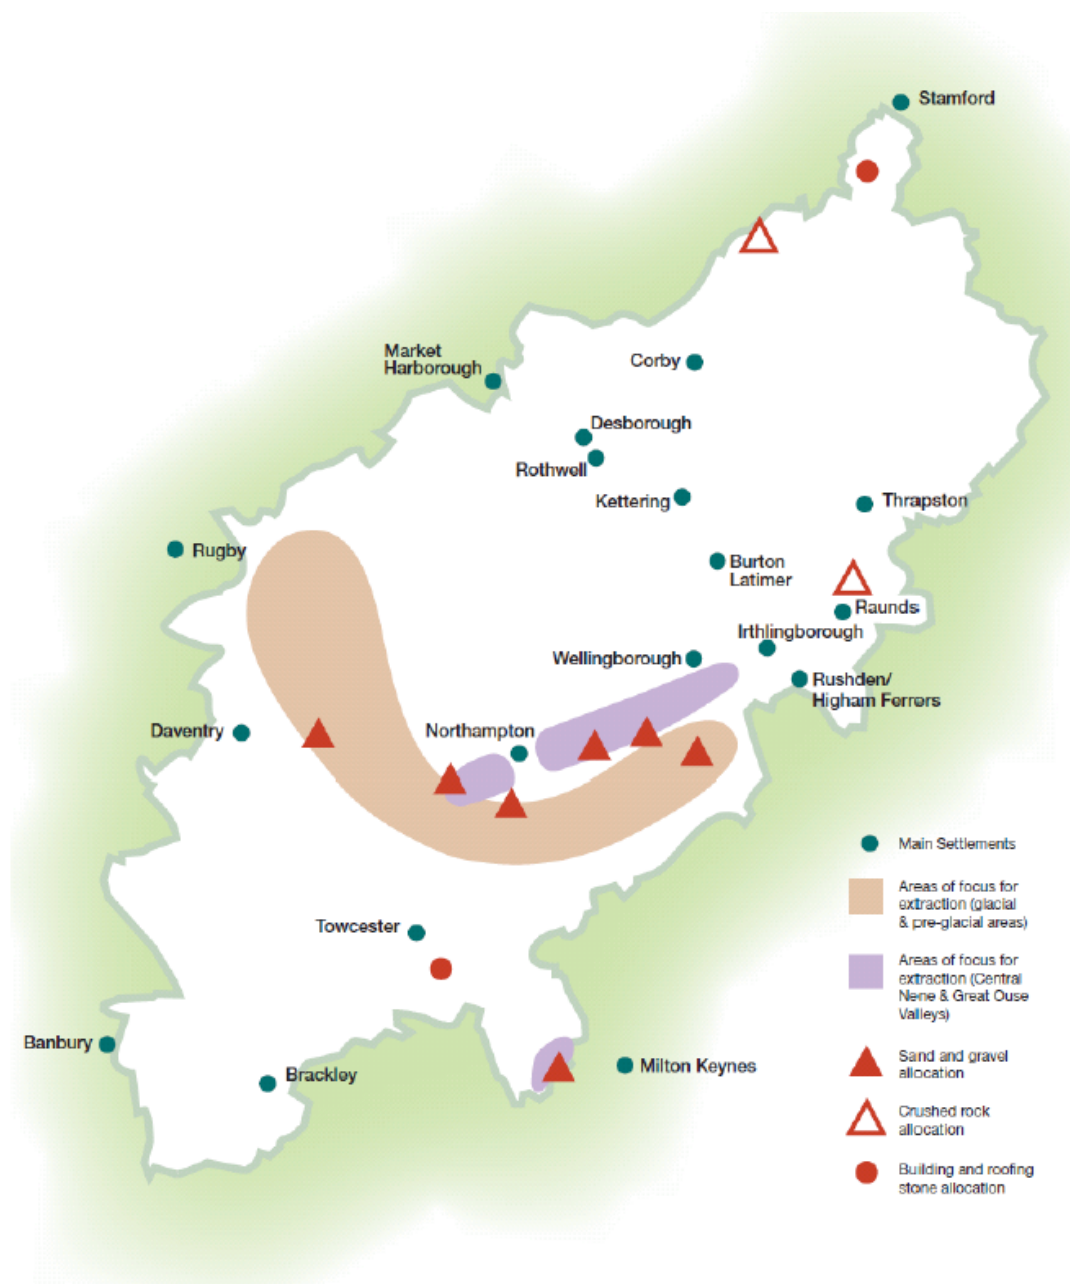 Stamford
Market
Harborough
Corby
Desborough
Rothwell
Kettering
Thrapston
Rugby
Burton
Latimer
Raunds
Irthlingborough
Wellingborough
Rushden/
Higham Ferrers
Daventry
Northampton
Main Settlements
Areas of focus for
extraction (glacial
& pre-glacial areas)
Towcester
Areas of focus for
extraction (Central
Nene & Great Ouse
Valleys)
Banbury
Brackley
Milton Keynes
Sand and gravel
allocation
Crushed rock
allocation
Building and roofing
stone allocation